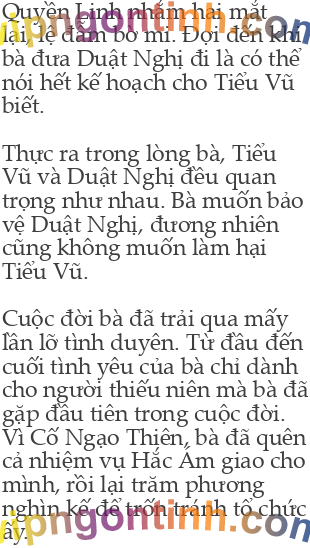 Quyền Linh nhắm hai mắt
lại, lệ đẫm bờ mi. Đợi đến khi
bà đưa Duật Nghị đi là có thể
nói hết kế hoạch cho Tiểu Vũ
biết.
Thực ra trong lòng bà, Tiểu
Vũ và Duật Nghị đều quan
trọng như nhau. Bà muốn bảo
vệ Duật Nghị, đương nhiên
cũng không muốn làm hại
Tiểu Vũ.
Cuộc đời bà đã trải qua mấy
lần lỡ tình duyên. Từ đầu đến
cuối tình yêu của bà chỉ dành
cho người thiếu niên mà bà đã
gặp đầu tiên trong cuộc đời.
Vì Cố Ngạo Thiên, bà đã quên
cả nhiệm vụ Hắc Ám giao cho
mình, rồi lại trăm phương
nghìn kế để trốn tránh tổ chức
ấy.